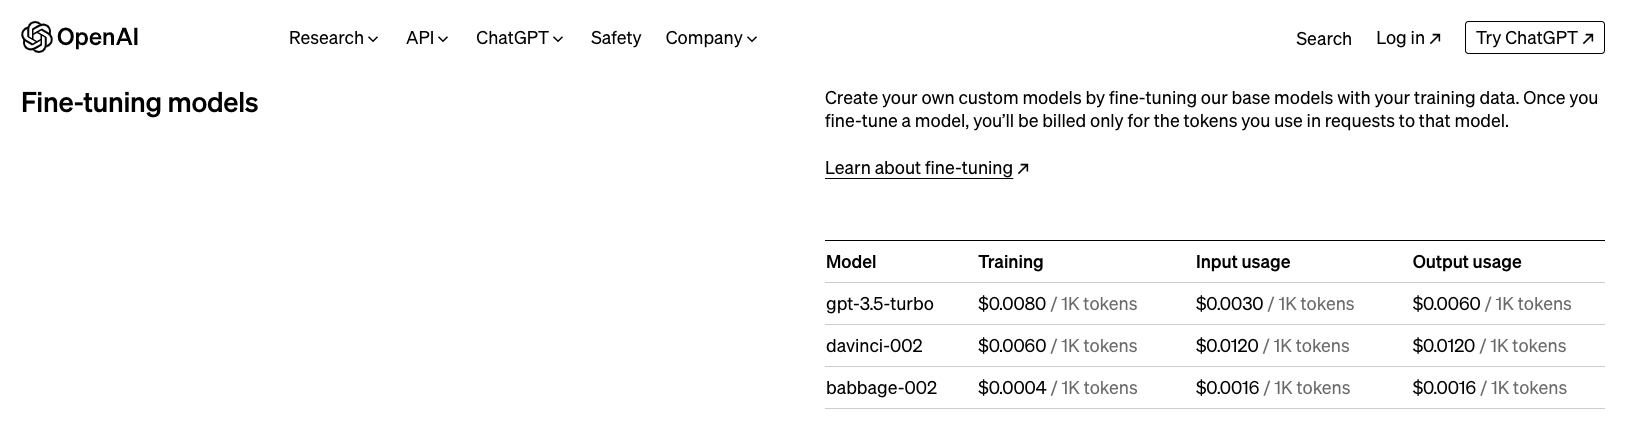 OpenAI
Research API ChatGPT Safety Company Search Log in ↗ Try ChatGPT ↗
Fine-tuning models
Create your own custom models by fine-tuning our base models with your training data. Once you
fine-tune a model, you’ll be billed only for the tokens you use in requests to that model.
Learn about fine-tuning ↗
Model Training Input usage Output usage
gpt-3.5-turbo $0.0080 / 1K tokens $0.0030 / 1K tokens $0.0060 / 1K tokens
davinci-002 $0.0060 / 1K tokens $0.0120 / 1K tokens $0.0120 / 1K tokens
babbage-002 $0.0004 / 1K tokens $0.0016 / 1K tokens $0.0016 / 1K tokens